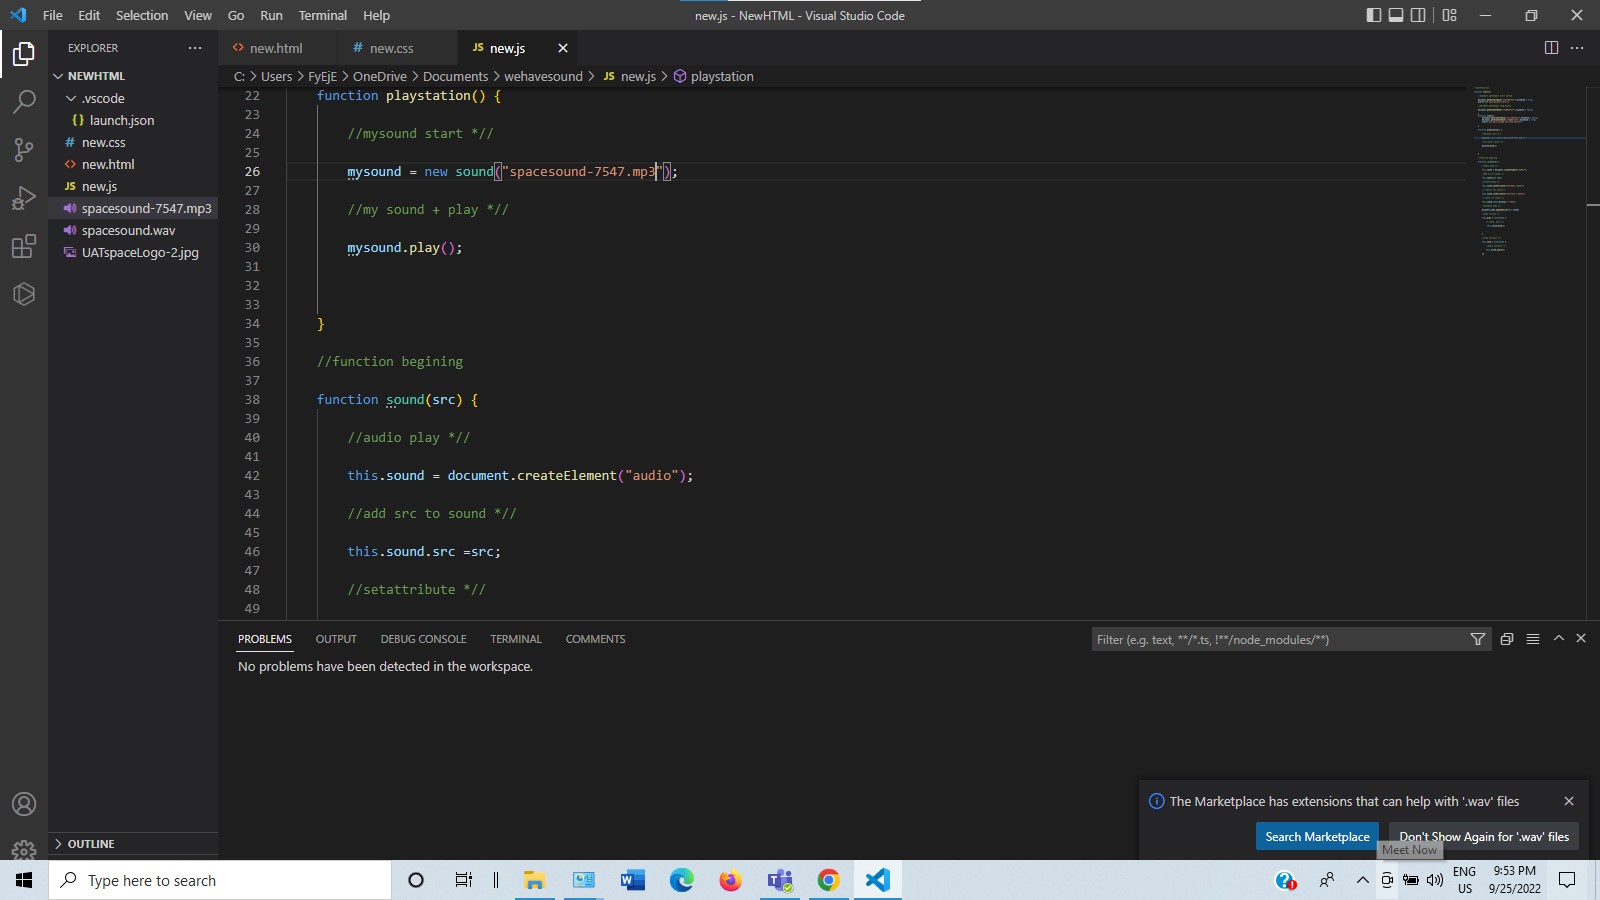 File Edit Selection View Go Run Terminal Help
new.js - NewHTML - Visual Studio Code
EXPLORER
NEWHTML
.vscode
{} launch.json
# new.css
<> new.html
JS new.js
spacesound-7547.mp3
spacesound.wav
UATspaceLogo-2.jpg
OUTLINE
<> new.html # new.css JS new.js
C: > Users > FyEjE > OneDrive > Documents > wehavesound > JS new.js > playstation
22 function playstation() {
23
24 //mysound start *//
25
26 mysound = new sound("spacesound-7547.mp3");
27
28 //my sound + play *//
29
30 mysound.play();
31
32
33
34 }
35
36 //function begining
37
38 function sound(src) {
39
40 //audio play *//
41
42 this.sound = document.createElement("audio");
43
44 //add src to sound *//
45
46 this.sound.src =src;
47
48 //setattribute *//
49
PROBLEMS OUTPUT DEBUG CONSOLE TERMINAL COMMENTS
Filter (e.g. text, **/*.ts, !**/node_modules/**)
No problems have been detected in the workspace.
The Marketplace has extensions that can help with '.wav' files
Search Marketplace Don't Show Again for '.wav' files
Meet Now
Type here to search
ENG
US
9:53 PM
9/25/2022